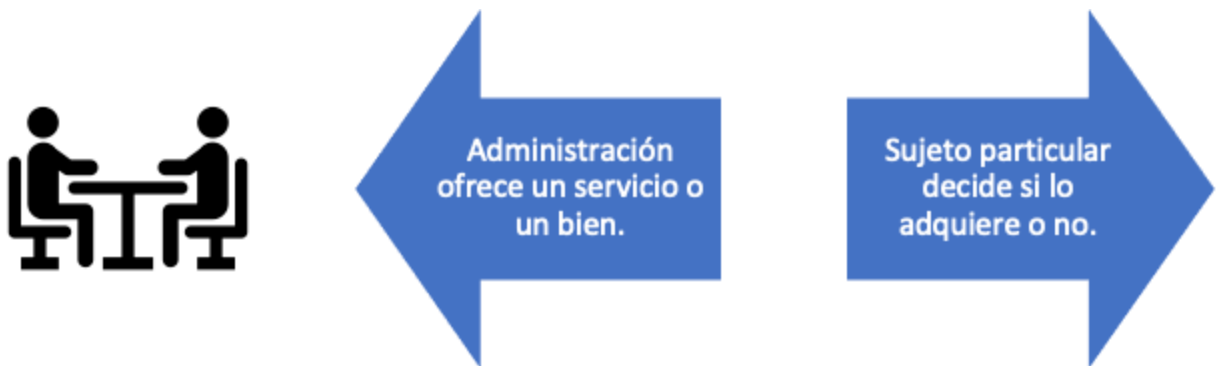 Administración
ofrece un servicio o
un bien.
Sujeto particular
decide si lo
adquiere o no.